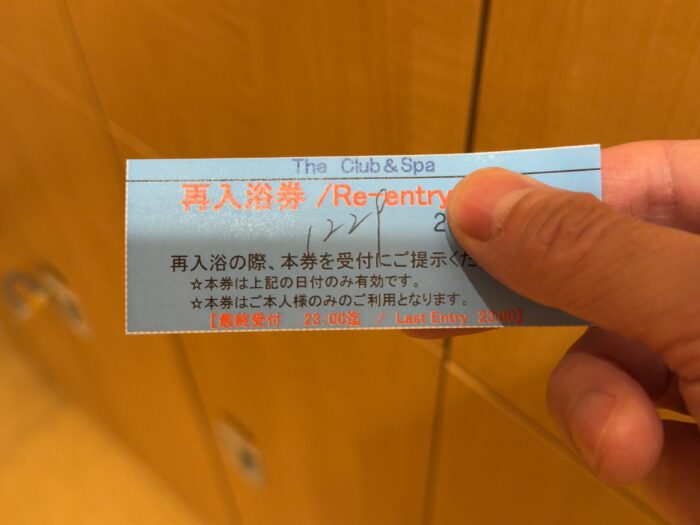 The Club & Spa
再入浴券 /Re-entry
1229 2
再入浴の際、本券を受付にご提示くだ
☆本券は上記の日付のみ有効です。
☆本券はご本人様のみのご利用となります。
【最終受付 23:00迄 / Last Entry 23:00】